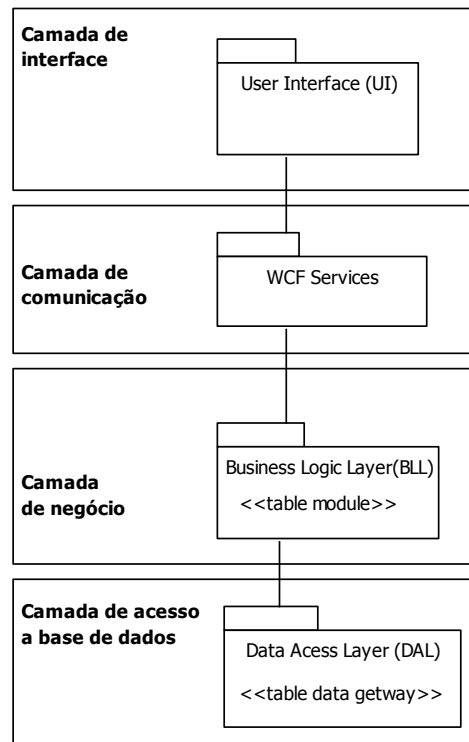 Camada de
interface
User Interface (UI)
Camada de
comunicação
WCF Services
Camada
de negócio
Business Logic Layer(BLL)
<<table module>>
Camada de acesso
a base de dados
Data Acess Layer (DAL)
<<table data getway>>